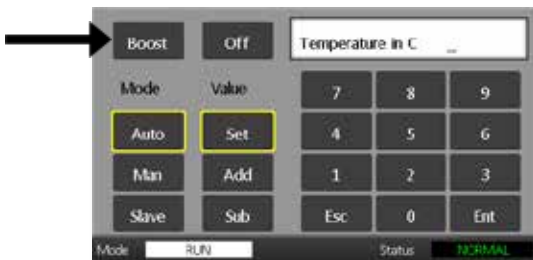 Boost Off Temperature in C _
Mode Value 7 8 9
Auto Set 4 5 6
Man Add 1 2 3
Slave Sub Esc 0 Ent
Mode RUN Status NORMAL